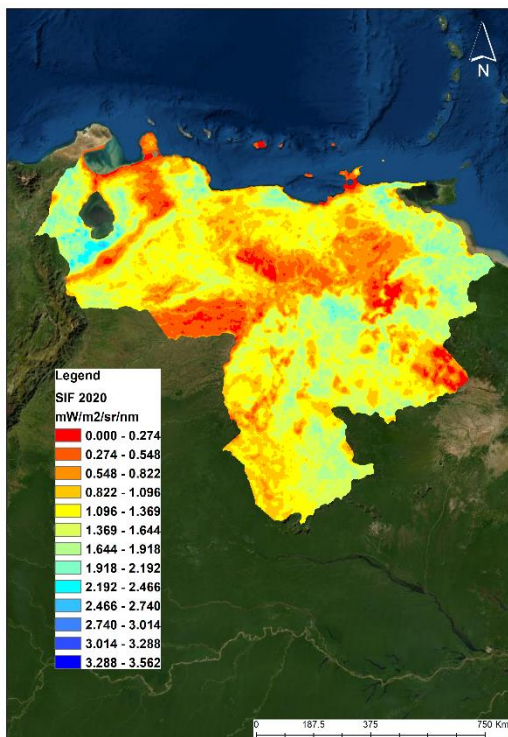 N
Legend
SIF 2020
mW/m2/sr/nm
0.000 - 0.274
0.274 - 0.548
0.548 - 0.822
0.822 - 1.096
1.096 - 1.369
1.369 - 1.644
1.644 - 1.918
1.918 - 2.192
2.192 - 2.466
2.466 - 2.740
2.740 - 3.014
3.014 - 3.288
3.288 - 3.562
0 187.5 375 750 Km